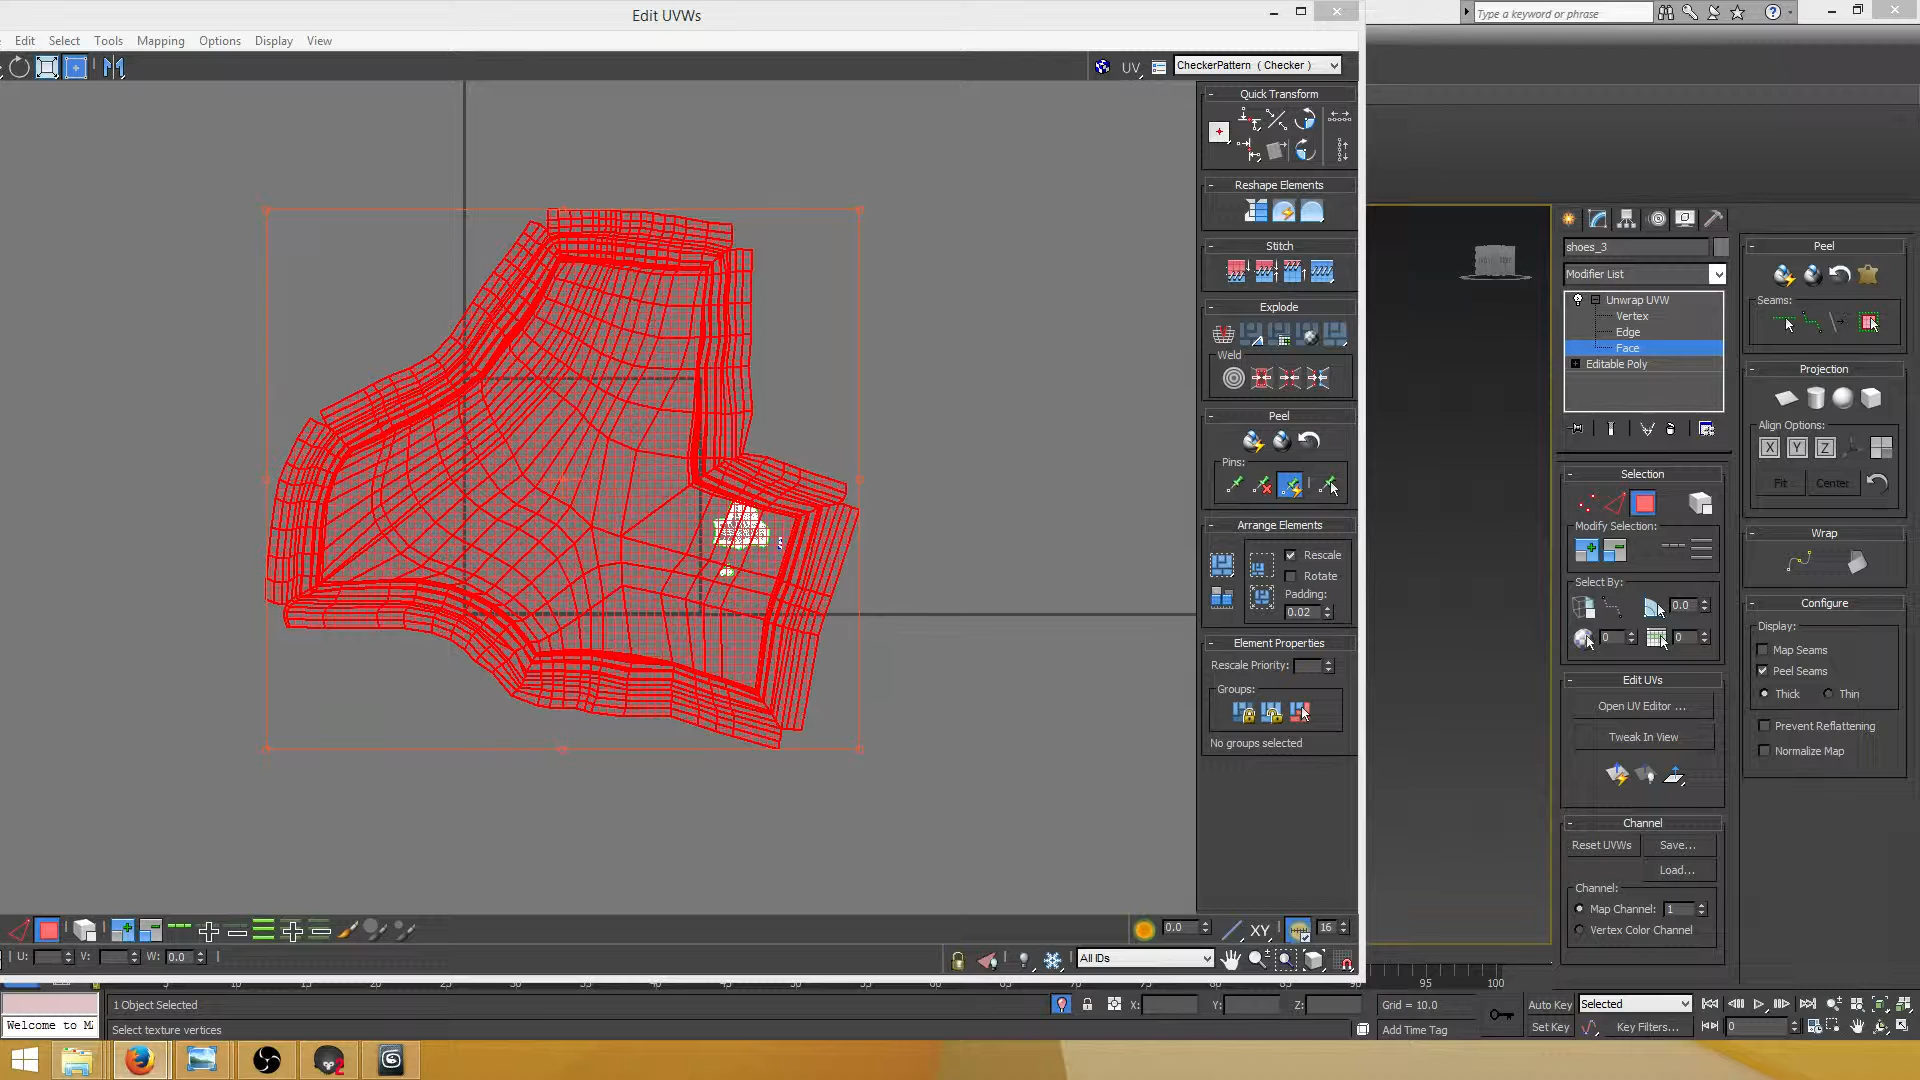 Edit UVWs
Type a keyword or phrase
Edit Select Tools Mapping Options Display View
UV
CheckerPattern ( Checker )
Quick Transform
Reshape Elements
Stitch
Explode
Weld
Peel
Pins:
Arrange Elements
Rescale
Rotate
Padding:
0.02
Element Properties
Rescale Priority:
Groups:
No groups selected
shoes_3
Modifier List
Unwrap UVW
Vertex
Edge
Face
Editable Poly
Selection
Modify Selection:
Select By:
0.0
0
0
Edit UVs
Open UV Editor ...
Tweak In View
Channel
Reset UVWs
Save...
Load...
Channel:
Map Channel: 1
Vertex Color Channel
Peel
Seams:
Projection
Align Options:
X Y Z
Fit
Center
Wrap
Configure
Display:
Map Seams
Peel Seams
Thick
Thin
Prevent Reflattening
Normalize Map
0.0
XY
16
U:
V:
W: 0.0
All IDs
95
100
1 Object Selected
X:
Y:
Z:
Grid = 10.0
Auto Key
Selected
Welcome to
Select texture vertices
Add Time Tag
Set Key
Key Filters...
0
2